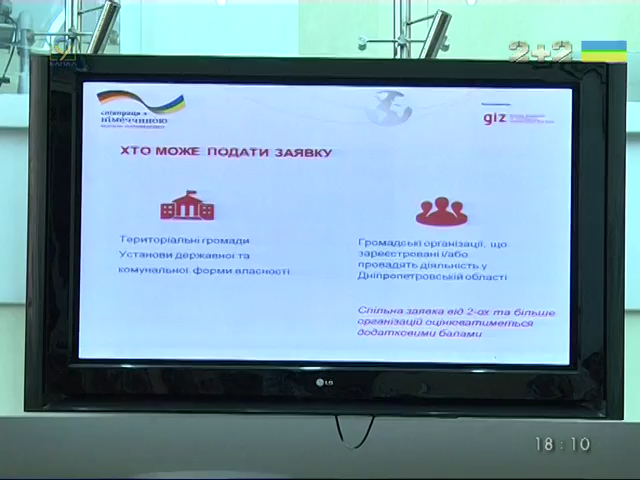 2+2
співпраця з
німеччиною
giz
ХТО МОЖЕ ПОДАТИ ЗАЯВКУ
Територіальні громади
Установи державної та
комунальної форми власності
Громадські організації, що
зареєстровані і/або
провадять діяльність у
Дніпропетровській області
Спільна заявка від 2-ох та більше
організацій оцінюватиметься
додатковими балами
LG
18:10